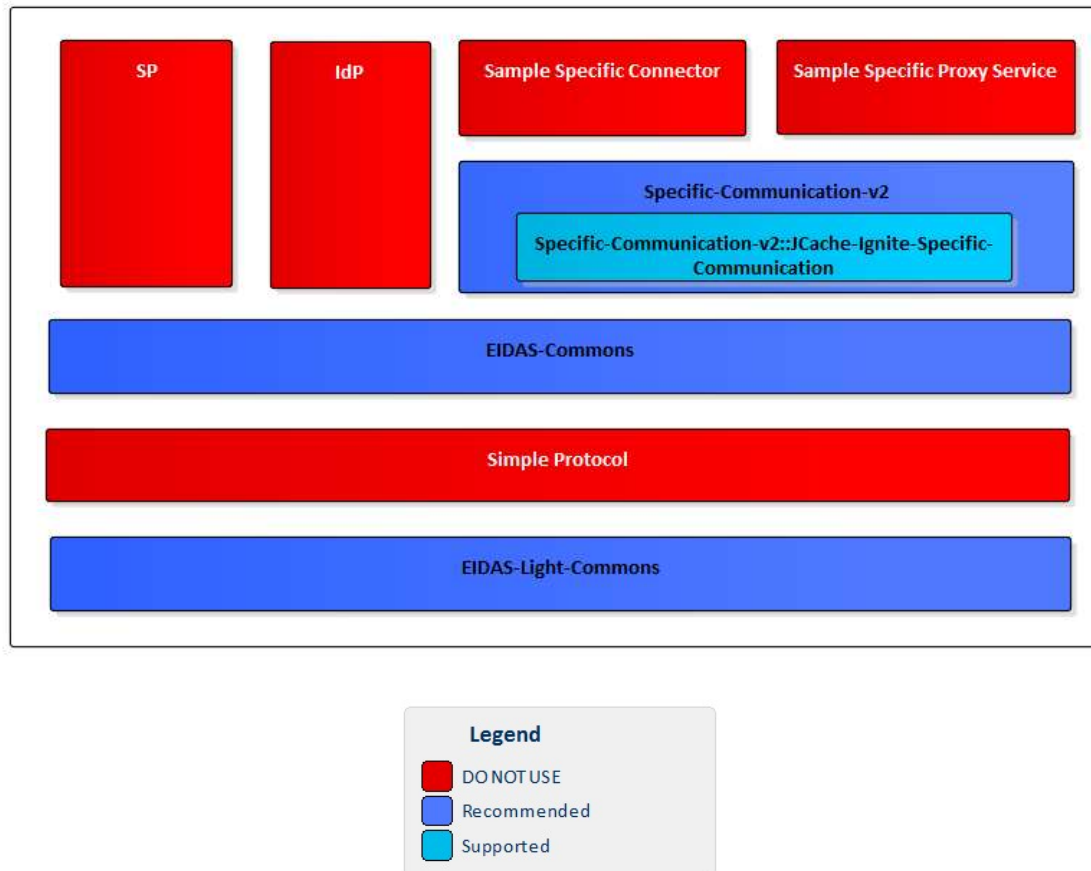 SP
IdP
Sample Specific Connector
Sample Specific Proxy Service
Specific-Communication-v2
Specific-Communication-v2::JCache-Ignite-Specific-
Communication
EIDAS-Commons
Simple Protocol
EIDAS-Light-Commons
Legend
DO NOT USE
Recommended
Supported